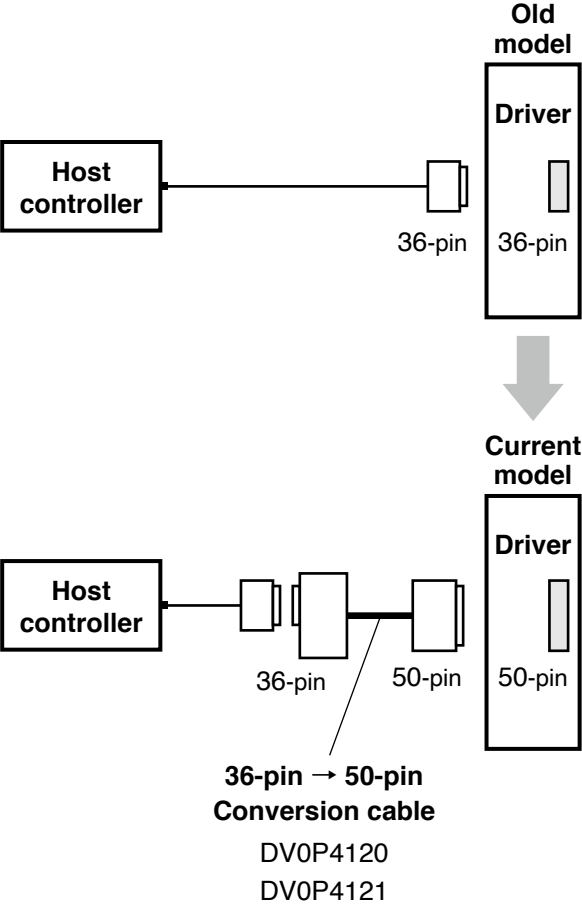 Old
model
Driver
Host
controller
36-pin
36-pin
Current
model
Driver
Host
controller
36-pin
50-pin
50-pin
36-pin → 50-pin
Conversion cable
DV0P4120
DV0P4121